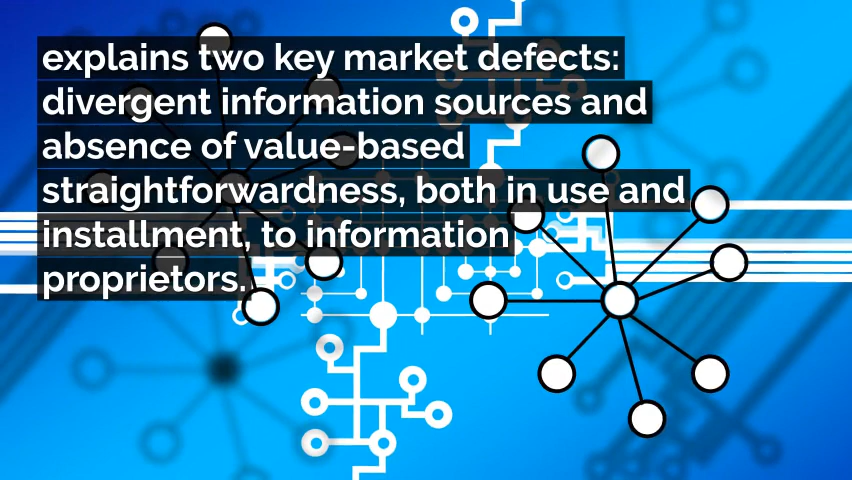 explains two key market defects:
divergent information sources and
absence of value-based
straightforwardness, both in use and
installment, to information
proprietors.